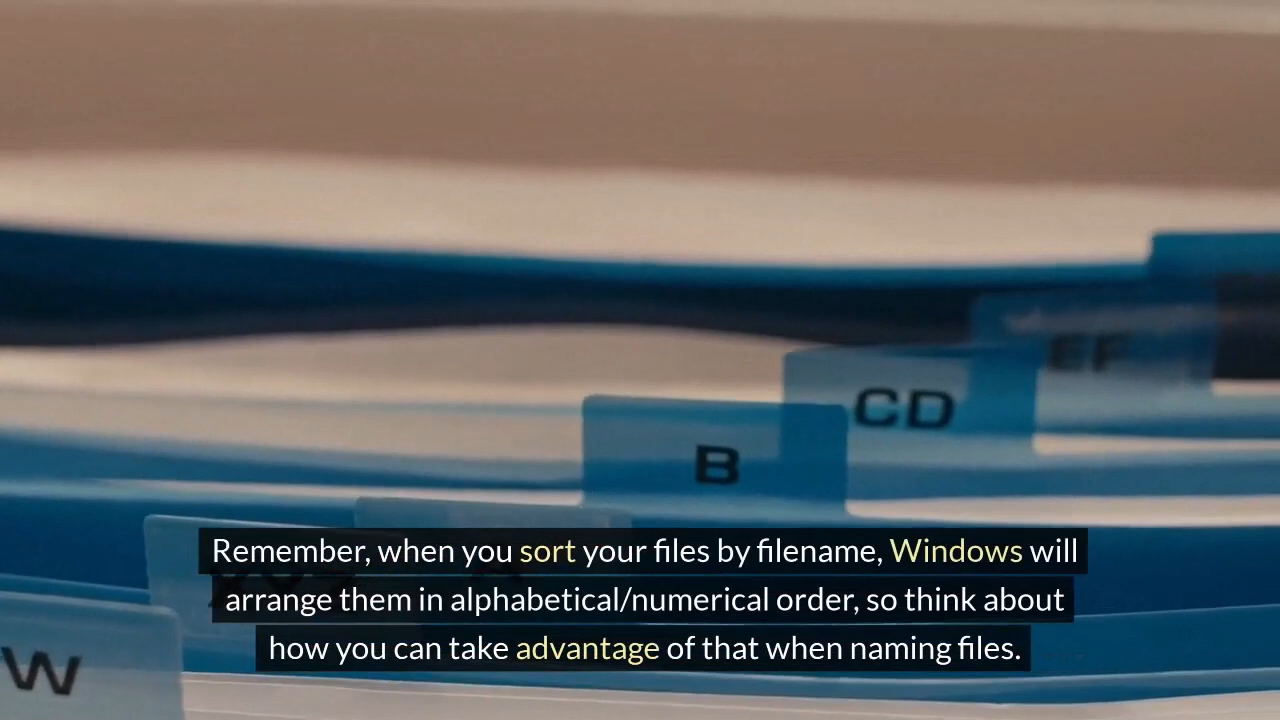 EF
CD
B
Remember, when you sort your files by filename, Windows will
arrange them in alphabetical/numerical order, so think about
how you can take advantage of that when naming files.
W